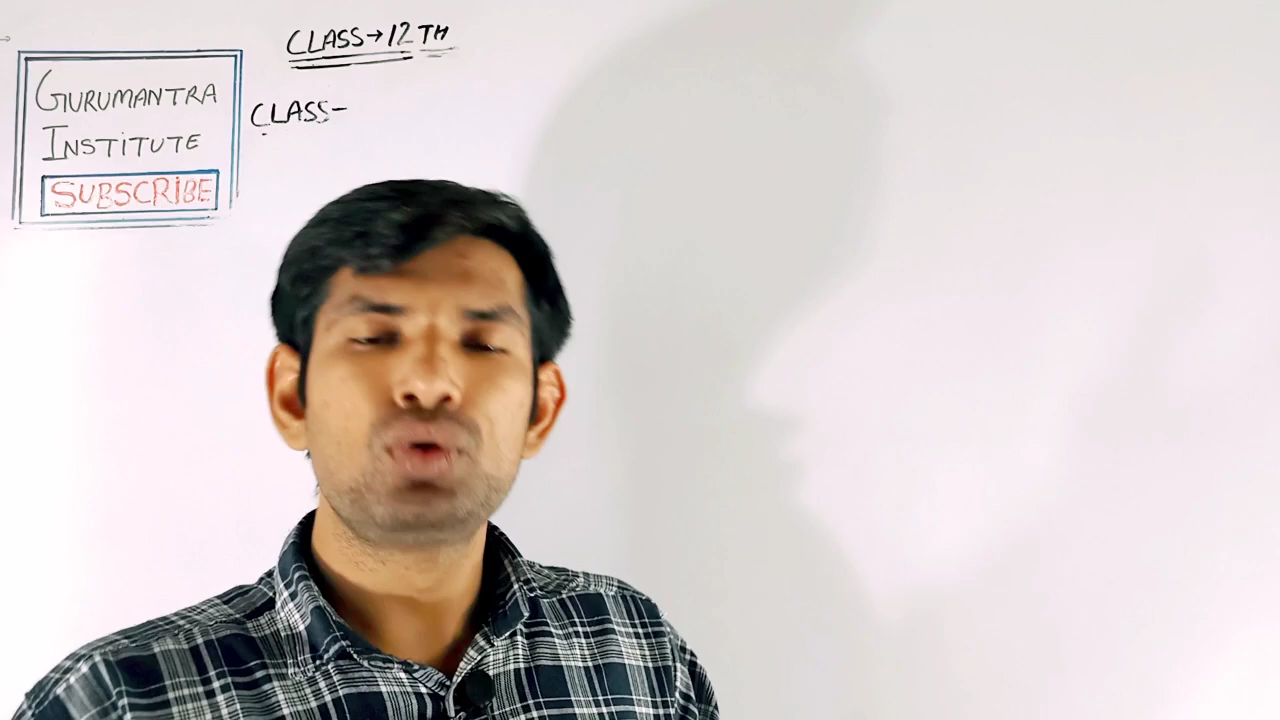 CLASS→12TH
GURUMANTRA
INSTITUTE
SUBSCRIBE
CLASS-